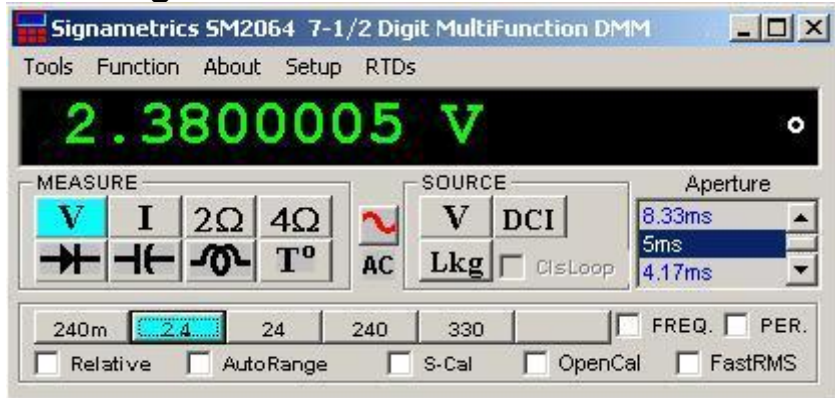 Signametrics SM2064 7-1/2 Digit MultiFunction DMM
Tools Function About Setup RTDs
2.3800005 V
MEASURE SOURCE Aperture
V I 2Ω 4Ω V DCI 8.33ms
5ms
Tº AC Lkg ClsLoop 4.17ms
240m 2.4 24 240 330 FREQ. PER.
Relative AutoRange S-Cal OpenCal FastRMS